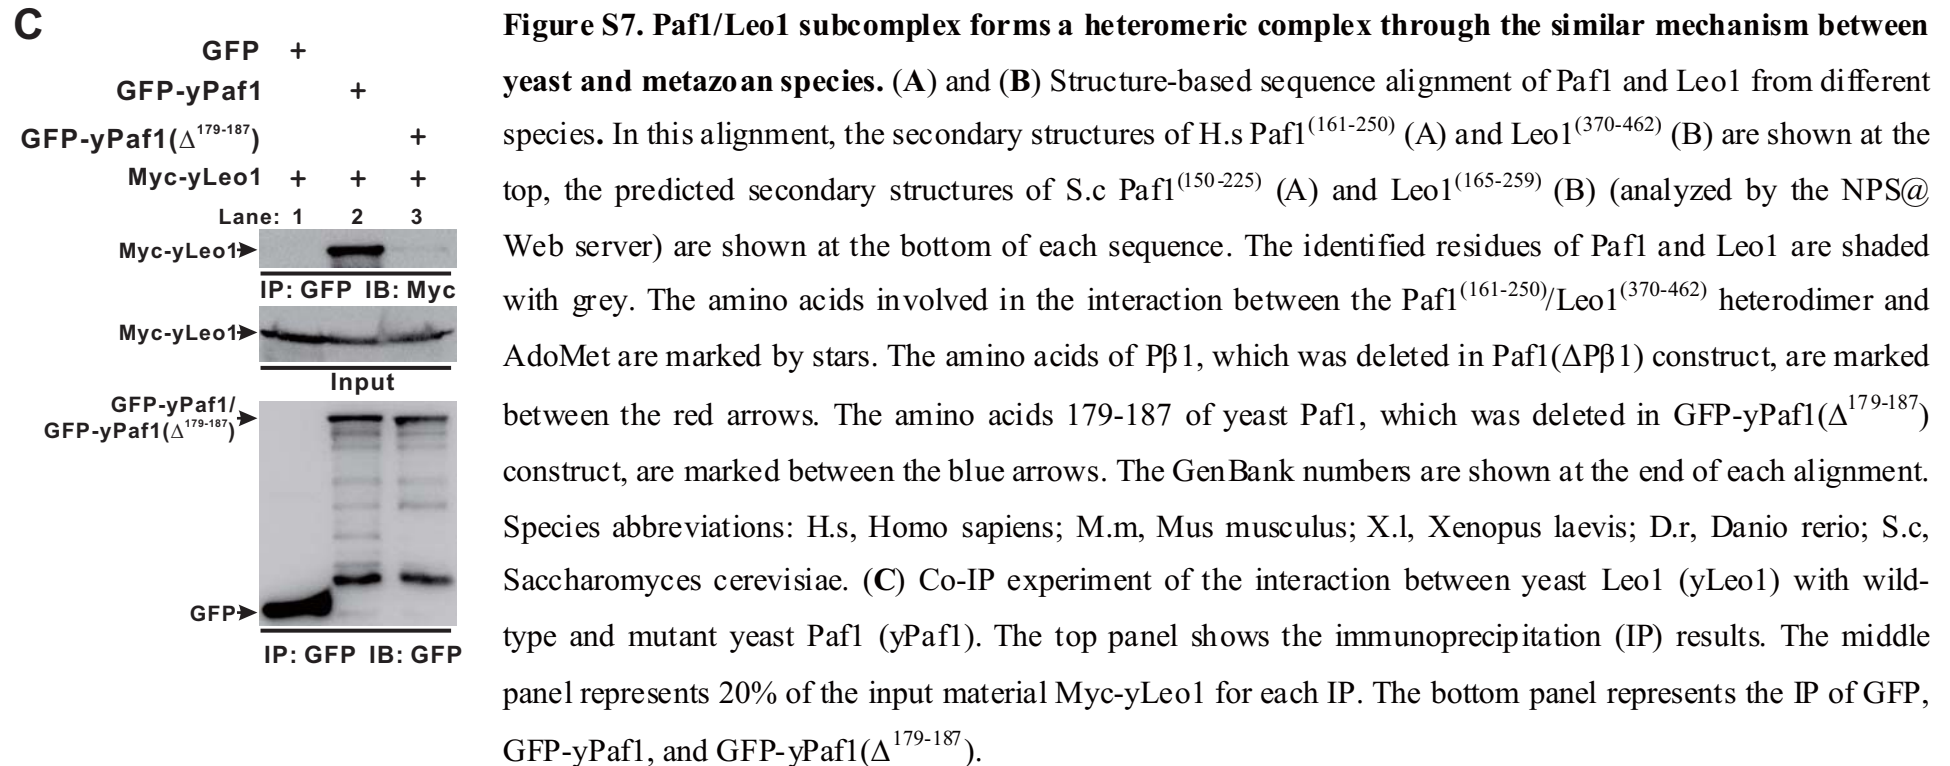 C
GFP +
GFP-yPaf1 +
GFP-yPaf1(Δ179-187) +
Myc-yLeo1 + + +
Lane: 1 2 3
Myc-yLeo1
IP: GFP IB: Myc
Myc-yLeo1
Input
GFP-yPaf1/
GFP-yPaf1(Δ179-187)
GFP
IP: GFP IB: GFP
Figure S7. Paf1/Leo1 subcomplex forms a heteromeric complex through the similar mechanism between
yeast and metazoan species. (A) and (B) Structure-based sequence alignment of Paf1 and Leo1 from different
species. In this alignment, the secondary structures of H.s Paf1(161-250) (A) and Leo1(370-462) (B) are shown at the
top, the predicted secondary structures of S.c Paf1(150-225) (A) and Leo1(165-259) (B) (analyzed by the NPS@
Web server) are shown at the bottom of each sequence. The identified residues of Paf1 and Leo1 are shaded
with grey. The amino acids involved in the interaction between the Paf1(161-250)/Leo1(370-462) heterodimer and
AdoMet are marked by stars. The amino acids of Pβ1, which was deleted in Paf1(ΔPβ1) construct, are marked
between the red arrows. The amino acids 179-187 of yeast Paf1, which was deleted in GFP-yPaf1(Δ179-187)
construct, are marked between the blue arrows. The GenBank numbers are shown at the end of each alignment.
Species abbreviations: H.s, Homo sapiens; M.m, Mus musculus; X.l, Xenopus laevis; D.r, Danio rerio; S.c,
Saccharomyces cerevisiae. (C) Co-IP experiment of the interaction between yeast Leo1 (yLeo1) with wild-
type and mutant yeast Paf1 (yPaf1). The top panel shows the immunoprecipitation (IP) results. The middle
panel represents 20% of the input material Myc-yLeo1 for each IP. The bottom panel represents the IP of GFP,
GFP-yPaf1, and GFP-yPaf1(Δ179-187).